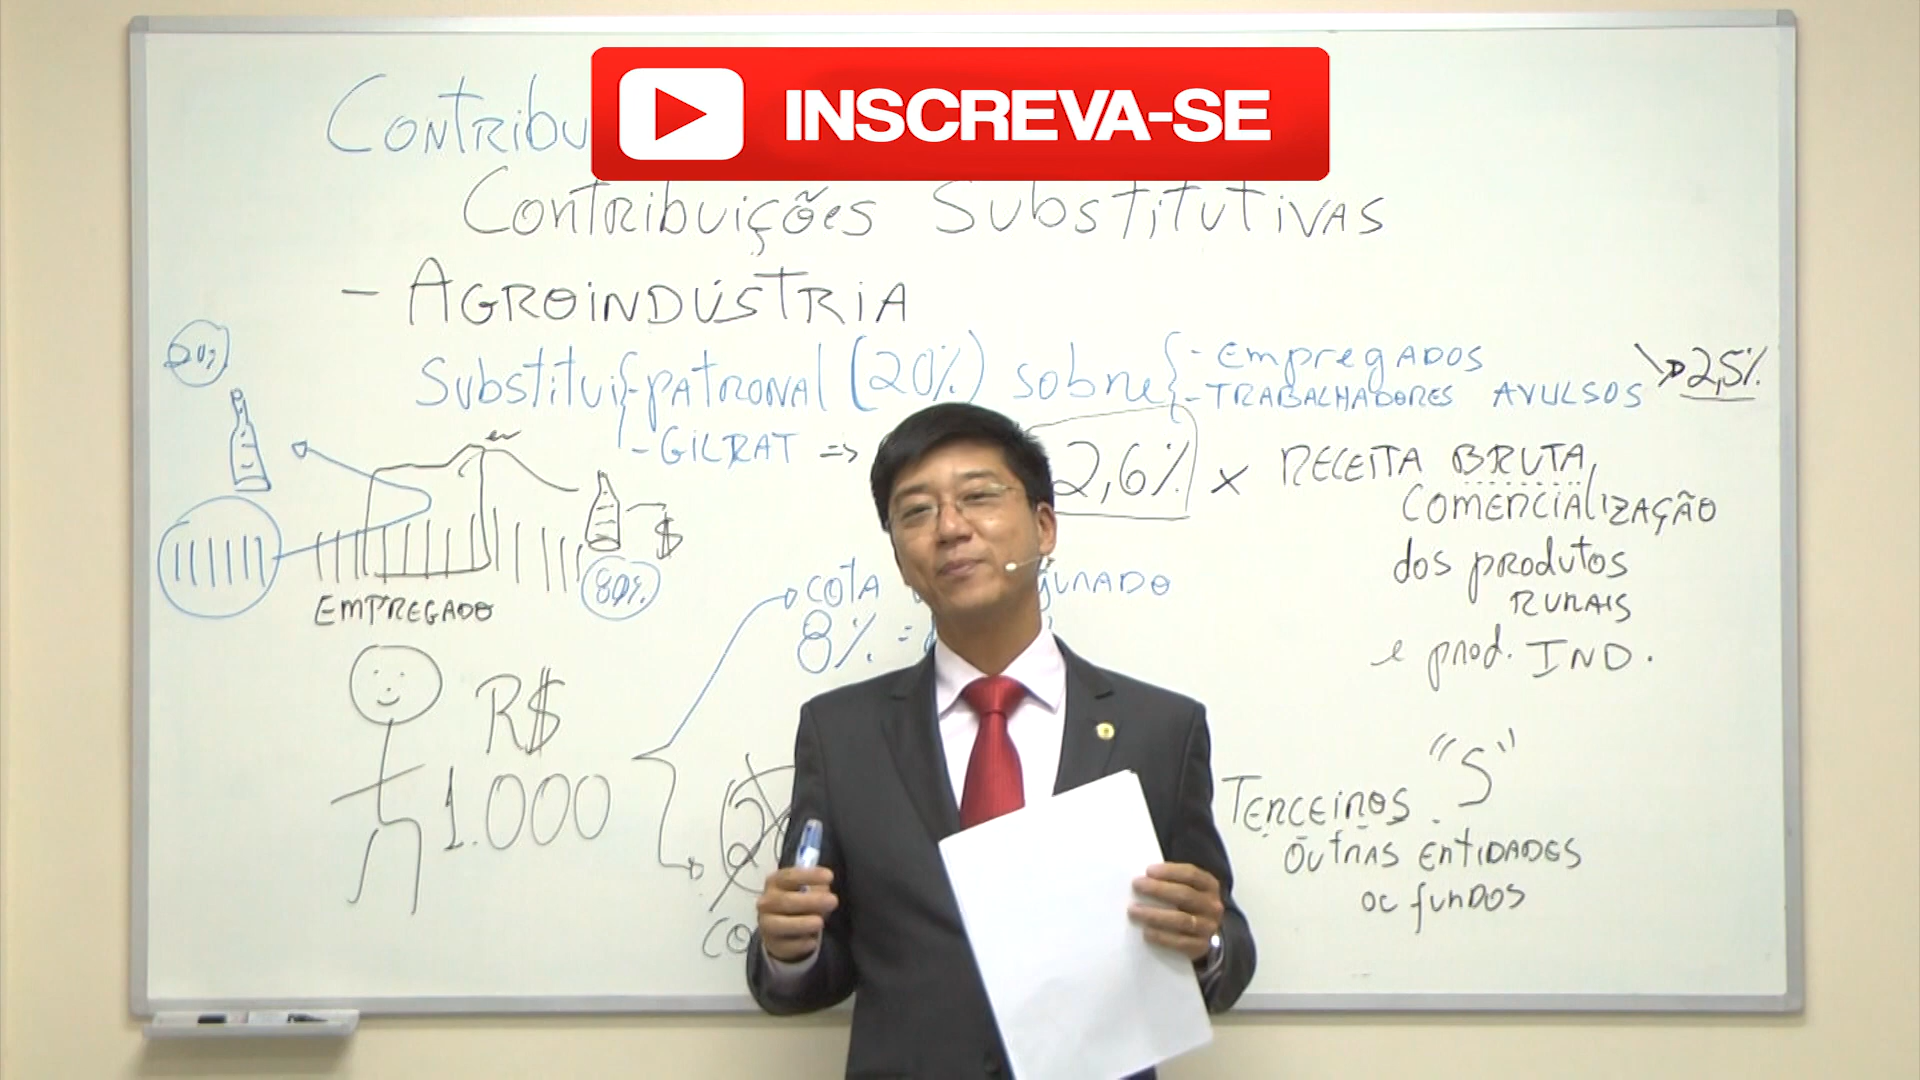 INSCREVA-SE
Contribu
Contribuições Substitutivas
- AGROINDÚSTRIA
20%
Substitui - PATRONAL (20%) sobre - EMPREGADOS
- TRABALHADORES AVULSOS
2,5%
- GILRAT =>
2,6% x RECEITA BRUTA,
COMERCIALIZAÇÃO
dos produtos
RURAIS
e prod. IND.
$
80%
EMPREGADO
COTA
8% =
R$
1.000
TERCEIROS "S"
OUTRAS ENTIDADES
OU fUNDOS